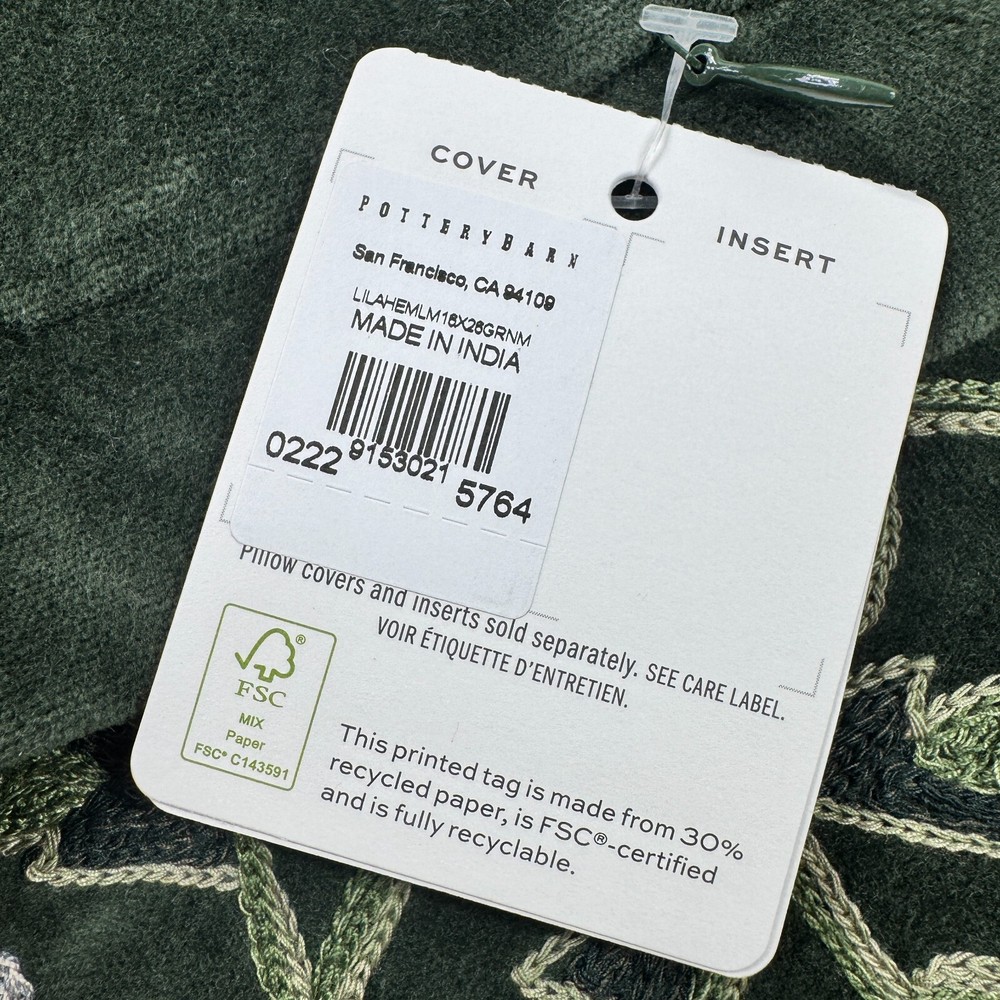 COVER
INSERT
POTTERYBARN
San Francisco, CA 94109
LILAHEMLM16X26GRNM
MADE IN INDIA
0222 9153021 5764
Pillow covers and inserts sold separately. SEE CARE LABEL.
VOIR ÉTIQUETTE D'ENTRETIEN.
FSC®
MIX
Paper
FSC® C143591
This printed tag is made from 30%
recycled paper, is FSC®-certified
and is fully recyclable.